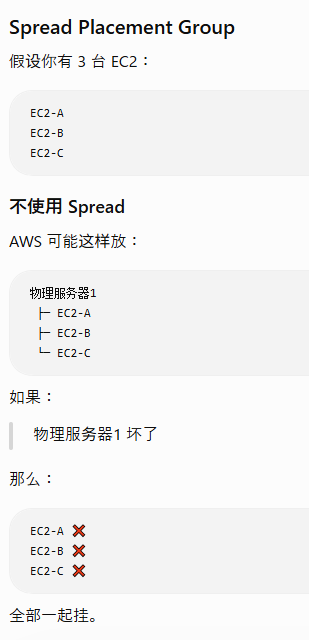 Spread Placement Group
假设你有 3 台 EC2：
EC2-A
EC2-B
EC2-C
不使用 Spread
AWS 可能这样放：
物理服务器1
├─ EC2-A
├─ EC2-B
└─ EC2-C
如果：
物理服务器1 坏了
那么：
EC2-A ❌
EC2-B ❌
EC2-C ❌
全部一起挂。